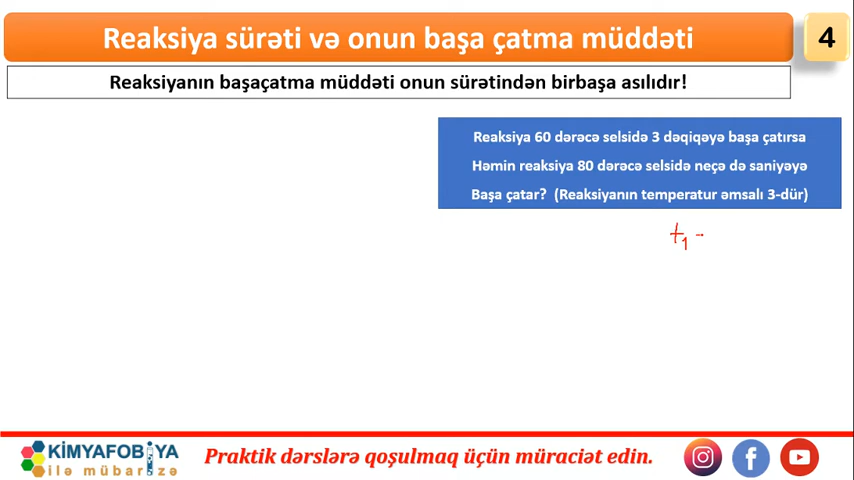 Reaksiya sürəti və onun başa çatma müddəti
4
Reaksiyanın başaçatma müddəti onun sürətindən birbaşa asılıdır!
Reaksiya 60 dərəcə selsidə 3 dəqiqəyə başa çatırsa
Həmin reaksiya 80 dərəcə selsidə neçə də saniyəyə
Başa çatar? (Reaksiyanın temperatur əmsalı 3-dür)
t₁ -
KİMYAFOBİYA
ilə mübarizə
Praktik dərslərə qoşulmaq üçün müraciət edin.